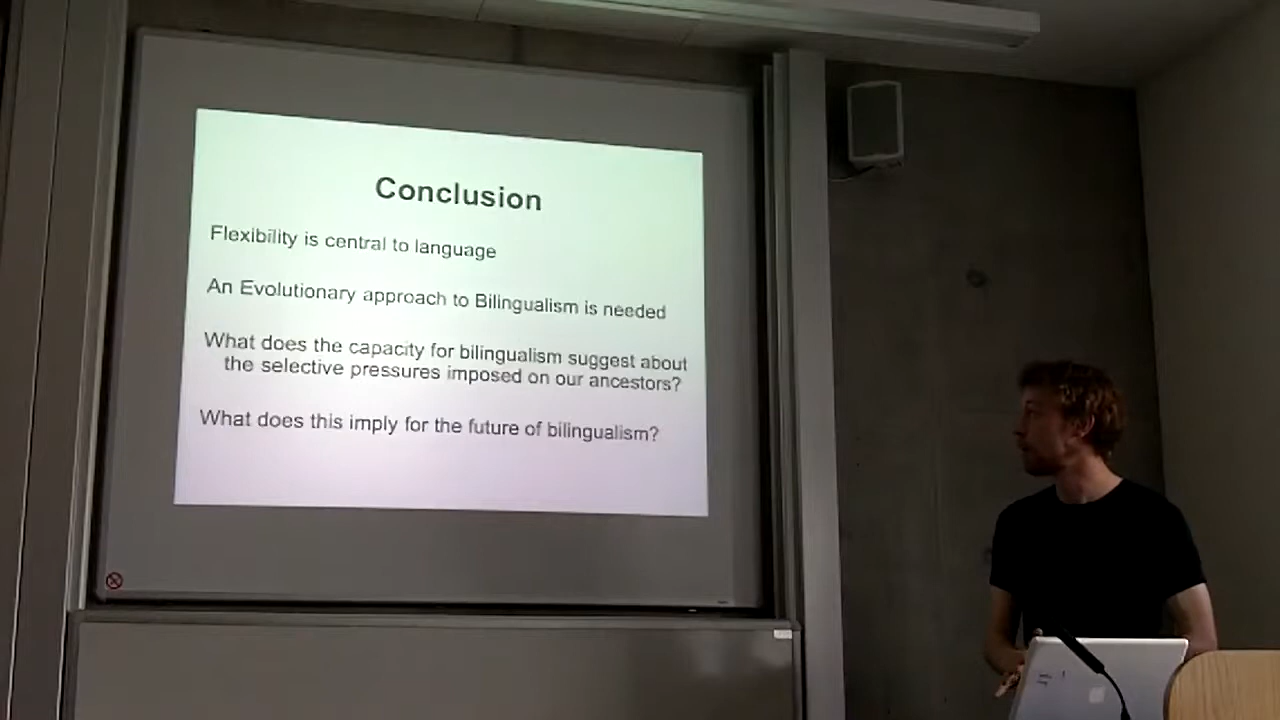 Conclusion
Flexibility is central to language
An Evolutionary approach to Bilingualism is needed
What does the capacity for bilingualism suggest about
the selective pressures imposed on our ancestors?
What does this imply for the future of bilingualism?